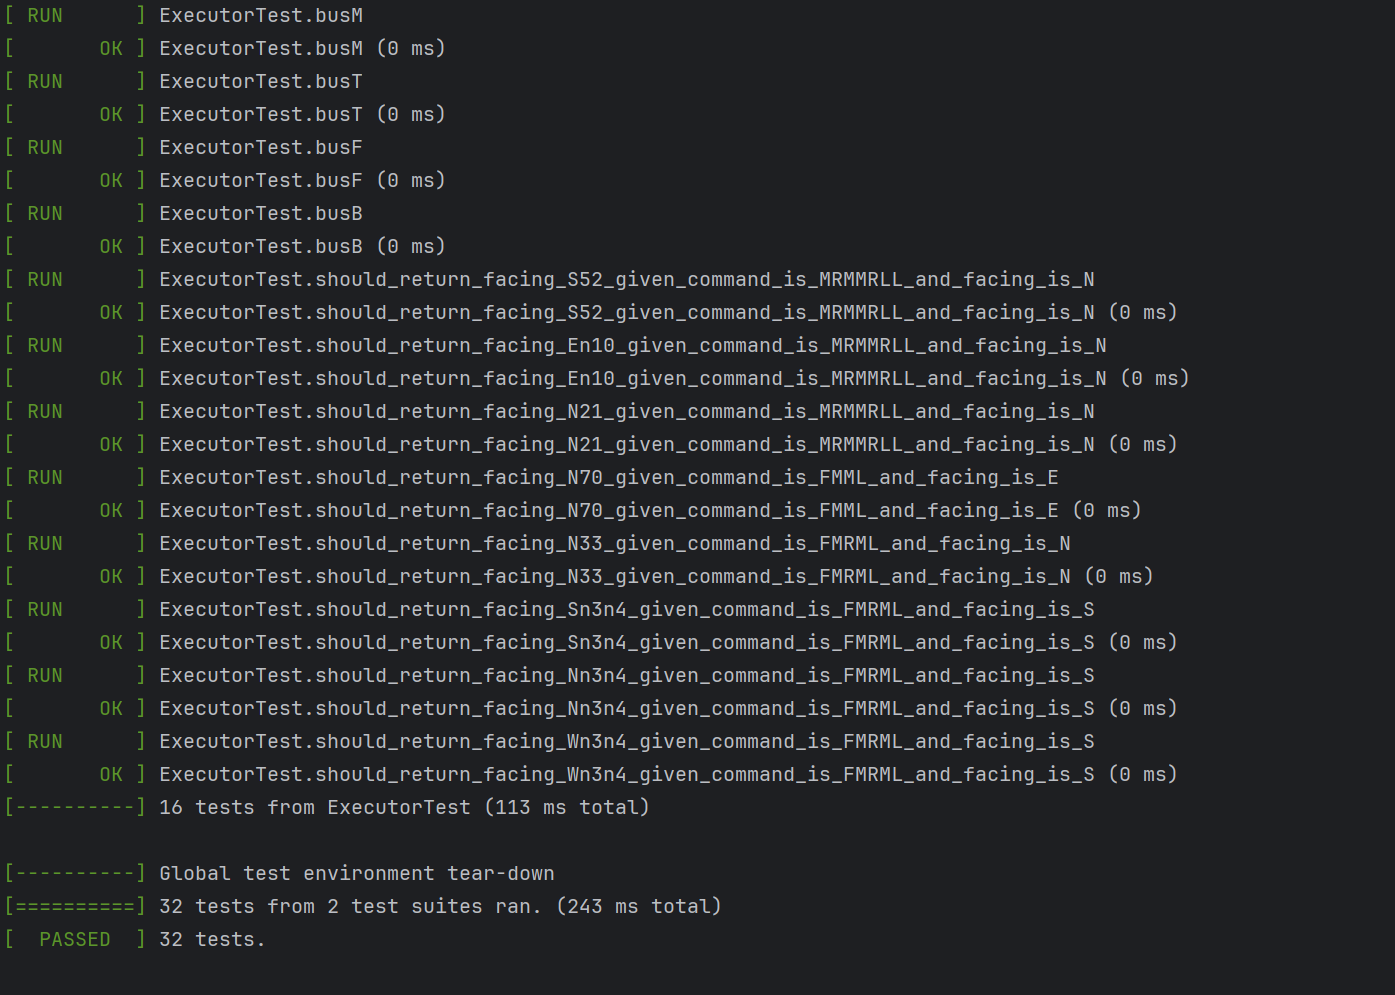 [ RUN      ] ExecutorTest.busM
[       OK ] ExecutorTest.busM (0 ms)
[ RUN      ] ExecutorTest.busT
[       OK ] ExecutorTest.busT (0 ms)
[ RUN      ] ExecutorTest.busF
[       OK ] ExecutorTest.busF (0 ms)
[ RUN      ] ExecutorTest.busB
[       OK ] ExecutorTest.busB (0 ms)
[ RUN      ] ExecutorTest.should_return_facing_S52_given_command_is_MRMMRLL_and_facing_is_N
[       OK ] ExecutorTest.should_return_facing_S52_given_command_is_MRMMRLL_and_facing_is_N (0 ms)
[ RUN      ] ExecutorTest.should_return_facing_En10_given_command_is_MRMMRLL_and_facing_is_N
[       OK ] ExecutorTest.should_return_facing_En10_given_command_is_MRMMRLL_and_facing_is_N (0 ms)
[ RUN      ] ExecutorTest.should_return_facing_N21_given_command_is_MRMMRLL_and_facing_is_N
[       OK ] ExecutorTest.should_return_facing_N21_given_command_is_MRMMRLL_and_facing_is_N (0 ms)
[ RUN      ] ExecutorTest.should_return_facing_N70_given_command_is_FMML_and_facing_is_E
[       OK ] ExecutorTest.should_return_facing_N70_given_command_is_FMML_and_facing_is_E (0 ms)
[ RUN      ] ExecutorTest.should_return_facing_N33_given_command_is_FMRML_and_facing_is_N
[       OK ] ExecutorTest.should_return_facing_N33_given_command_is_FMRML_and_facing_is_N (0 ms)
[ RUN      ] ExecutorTest.should_return_facing_Sn3n4_given_command_is_FMRML_and_facing_is_S
[       OK ] ExecutorTest.should_return_facing_Sn3n4_given_command_is_FMRML_and_facing_is_S (0 ms)
[ RUN      ] ExecutorTest.should_return_facing_Nn3n4_given_command_is_FMRML_and_facing_is_S
[       OK ] ExecutorTest.should_return_facing_Nn3n4_given_command_is_FMRML_and_facing_is_S (0 ms)
[ RUN      ] ExecutorTest.should_return_facing_Wn3n4_given_command_is_FMRML_and_facing_is_S
[       OK ] ExecutorTest.should_return_facing_Wn3n4_given_command_is_FMRML_and_facing_is_S (0 ms)
[----------] 16 tests from ExecutorTest (113 ms total)

[----------] Global test environment tear-down
[==========] 32 tests from 2 test suites ran. (243 ms total)
[  PASSED  ] 32 tests.